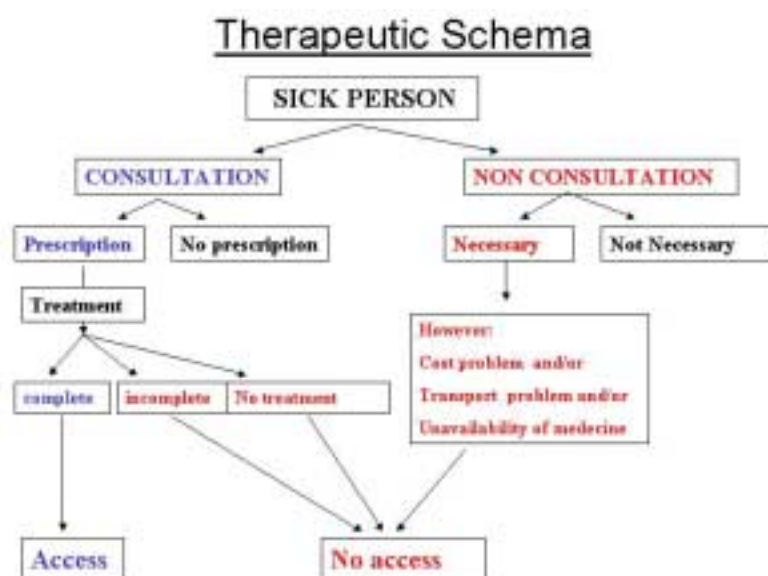 Therapeutic Schema
SICK PERSON
CONSULTATION
NON CONSULTATION
Prescription
No prescription
Necessary
Not Necessary
Treatment
However:
Cost problem and/or
Transport problem and/or
Unavailability of medecine
complete
incomplete
No treatment
Access
No access